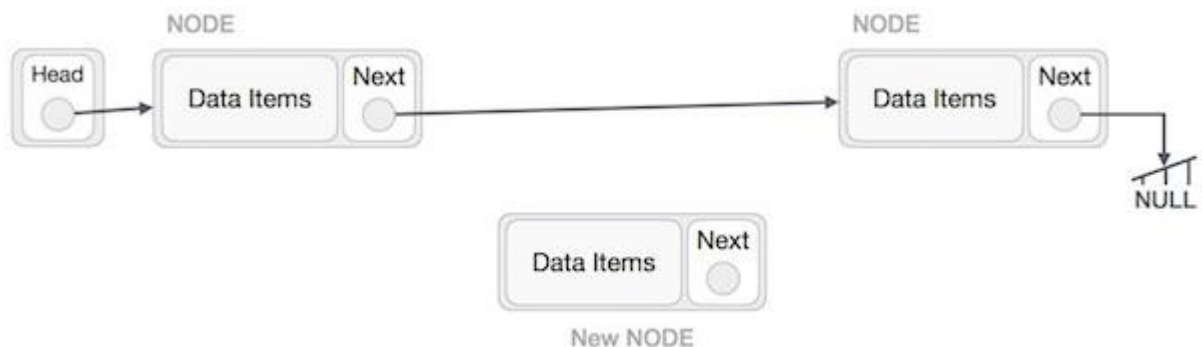 NODE
NODE
Head
Data Items
Next
Data Items
Next
NULL
Data Items
Next
New NODE